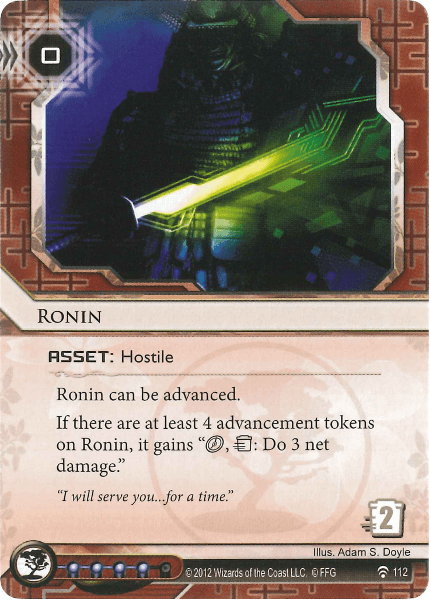 0
RONIN
ASSET: Hostile
Ronin can be advanced.
If there are at least 4 advancement tokens
on Ronin, it gains “ , : Do 3 net
damage.”
“I will serve you...for a time.”
2
Illus. Adam S. Doyle
© 2012 Wizards of the Coast LLC. © FFG
112